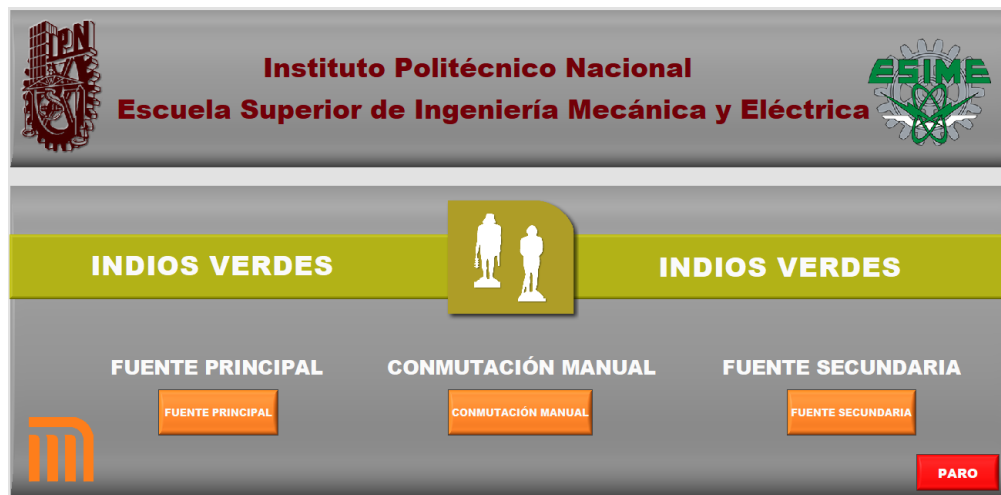 IPN
Instituto Politécnico Nacional
Escuela Superior de Ingeniería Mecánica y Eléctrica
ESIME
INDIOS VERDES
INDIOS VERDES
FUENTE PRINCIPAL
CONMUTACIÓN MANUAL
FUENTE SECUNDARIA
FUENTE PRINCIPAL
CONMUTACIÓN MANUAL
FUENTE SECUNDARIA
PARO